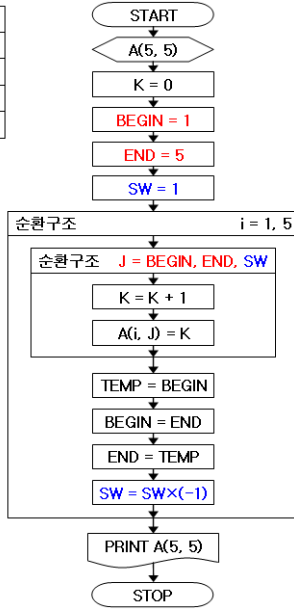 START
A(5, 5)
K = 0
BEGIN = 1
END = 5
SW = 1
순환구조 i = 1, 5
순환구조 J = BEGIN, END, SW
K = K + 1
A(i, J) = K
TEMP = BEGIN
BEGIN = END
END = TEMP
SW = SW×(-1)
PRINT A(5, 5)
STOP